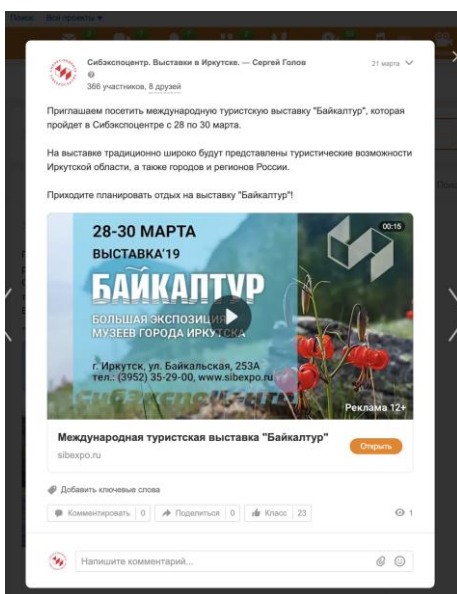 Поиск Все проекты
Сибэкспоцентр. Выставки в Иркутске. — Сергей Голов
21 марта
366 участников, 8 друзей
Приглашаем посетить международную туристскую выставку "Байкалтур", которая
пройдет в Сибэкспоцентре с 28 по 30 марта.
На выставке традиционно широко будут представлены туристические возможности
Иркутской области, а также городов и регионов России.
Приходите планировать отдых на выставку "Байкалтур"!
00:15
28-30 МАРТА
ВЫСТАВКА'19
БАЙКАЛТУР
БОЛЬШАЯ ЭКСПОЗИЦИЯ
МУЗЕЕВ ГОРОДА ИРКУТСКА
г. Иркутск, ул. Байкальская, 253А
тел.: (3952) 35-29-00, www.sibexpo.ru
Сибэкспоцентр
Реклама 12+
Международная туристская выставка "Байкалтур"
Открыть
sibexpo.ru
Добавить ключевые слова
Комментировать 0 Поделиться 0 Класс 23 1
Напишите комментарий...